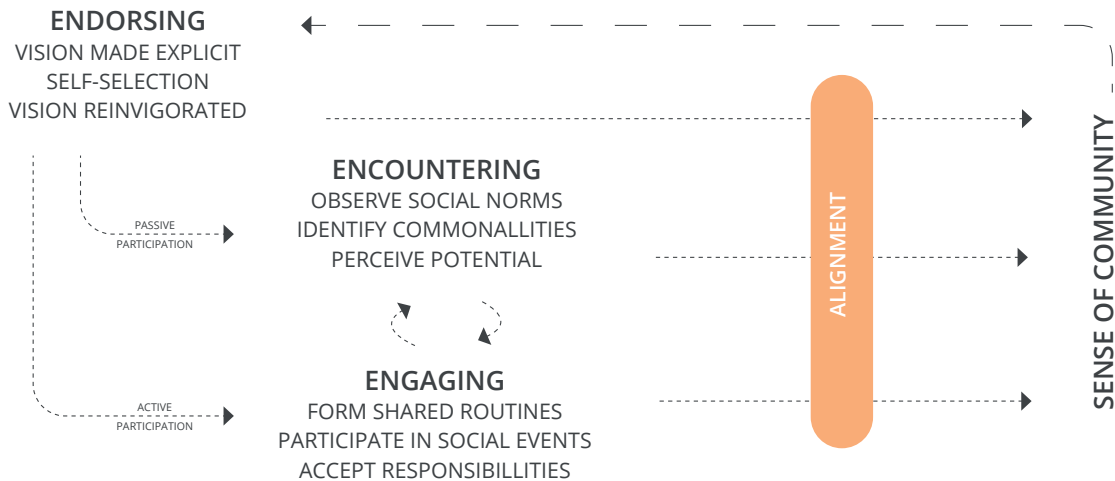 ENDORSING
VISION MADE EXPLICIT
SELF-SELECTION
VISION REINVIGORATED
PASSIVE
PARTICIPATION
ENCOUNTERING
OBSERVE SOCIAL NORMS
IDENTIFY COMMONALLITIES
PERCEIVE POTENTIAL
ACTIVE
PARTICIPATION
ENGAGING
FORM SHARED ROUTINES
PARTICIPATE IN SOCIAL EVENTS
ACCEPT RESPONSIBILLITIES
ALIGNMENT
SENSE OF COMMUNITY